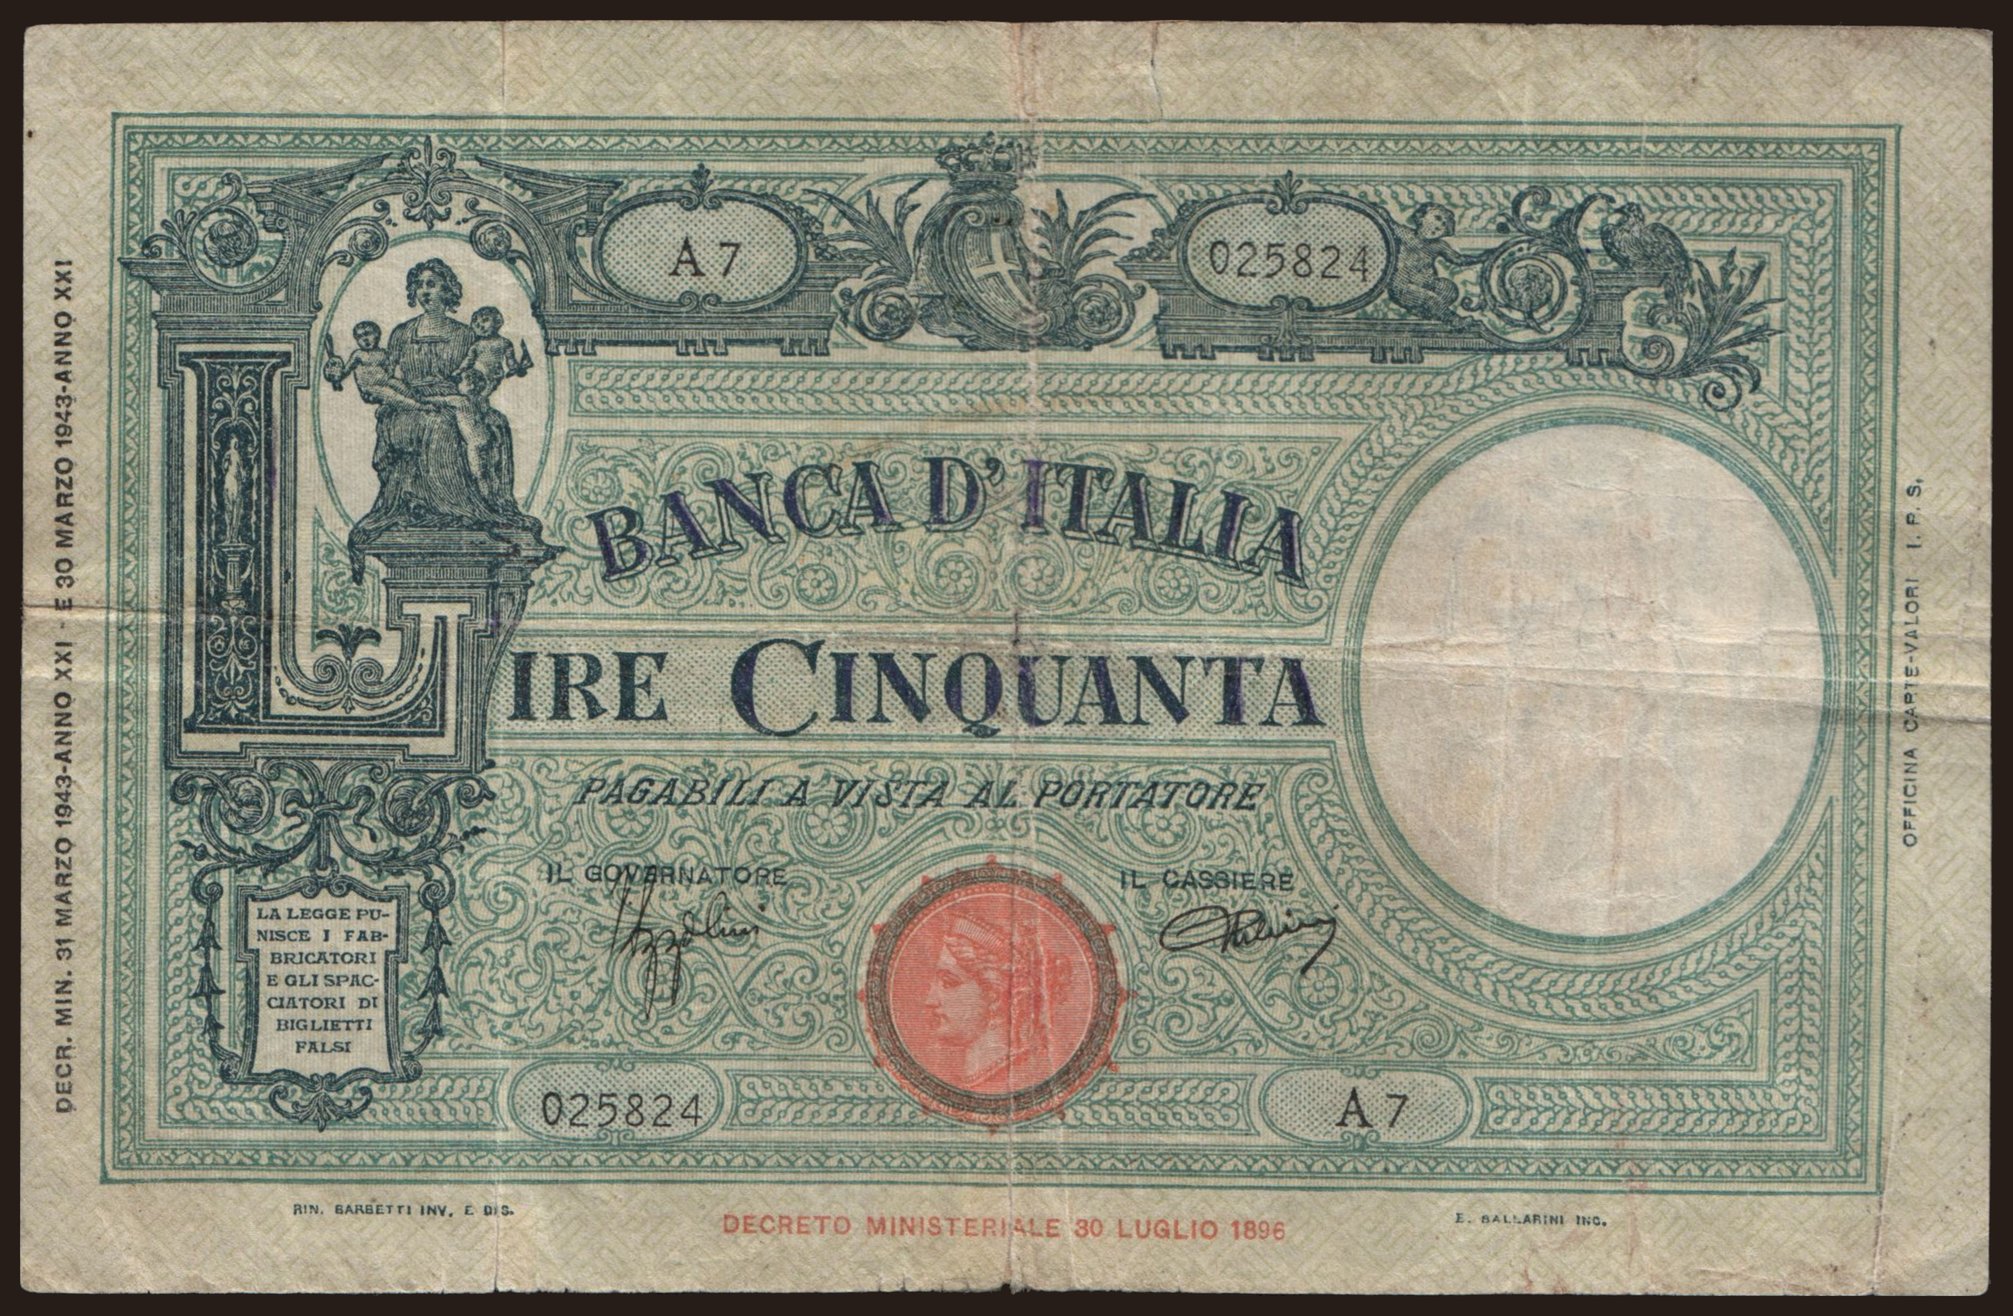 A 7
025824
BANCA D'ITALIA
LIRE CINQUANTA
PAGABILI A VISTA AL PORTATORE
IL GOVERNATORE
IL CASSIERE
LA LEGGE PU-
NISCE I FAB-
BRICATORI
E GLI SPAC-
CIATORI DI
BIGLIETTI
FALSI
025824
A 7
RIN. BARBETTI INV. E DIS.
DECRETO MINISTERIALE 30 LUGLIO 1896
E. BALLARINI INC.
DECR. MIN. 31 MARZO 1943-ANNO XXI - E 30 MARZO 1943-ANNO XXI
OFFICINA CARTE-VALORI I. P. S.